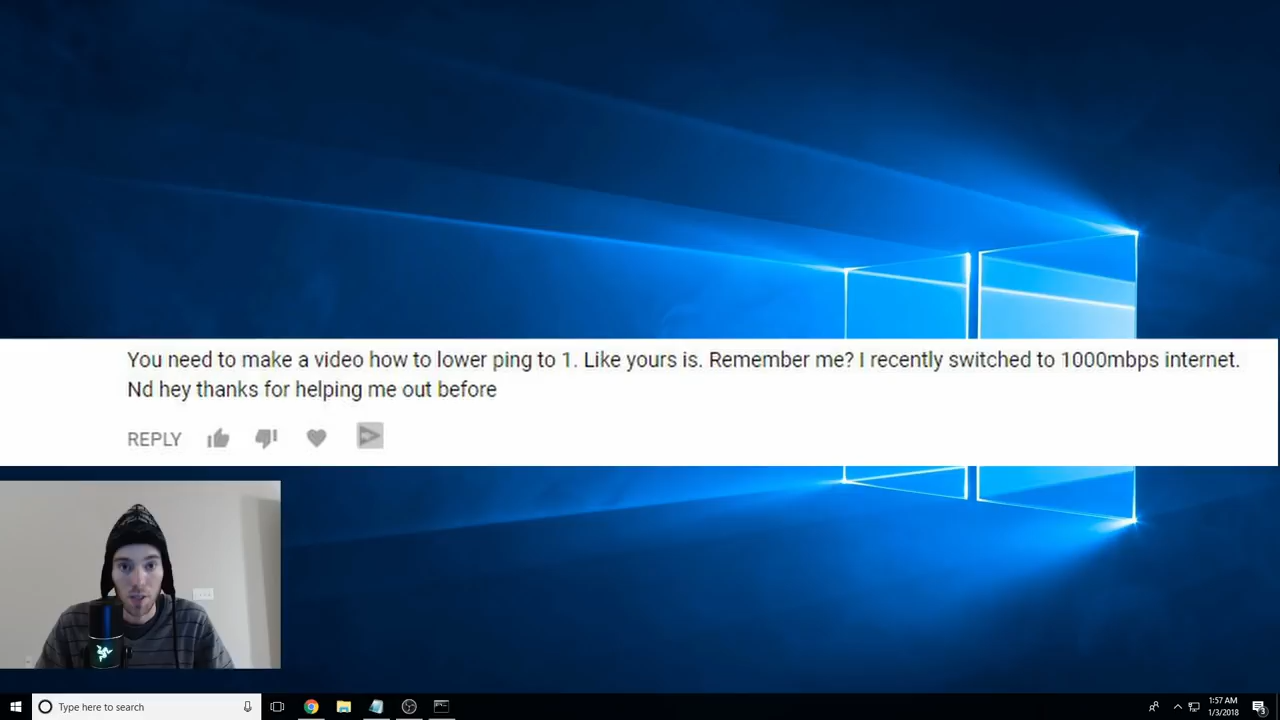 You need to make a video how to lower ping to 1. Like yours is. Remember me? I recently switched to 1000mbps internet.
Nd hey thanks for helping me out before
REPLY
Type here to search
1:57 AM
1/3/2018
3